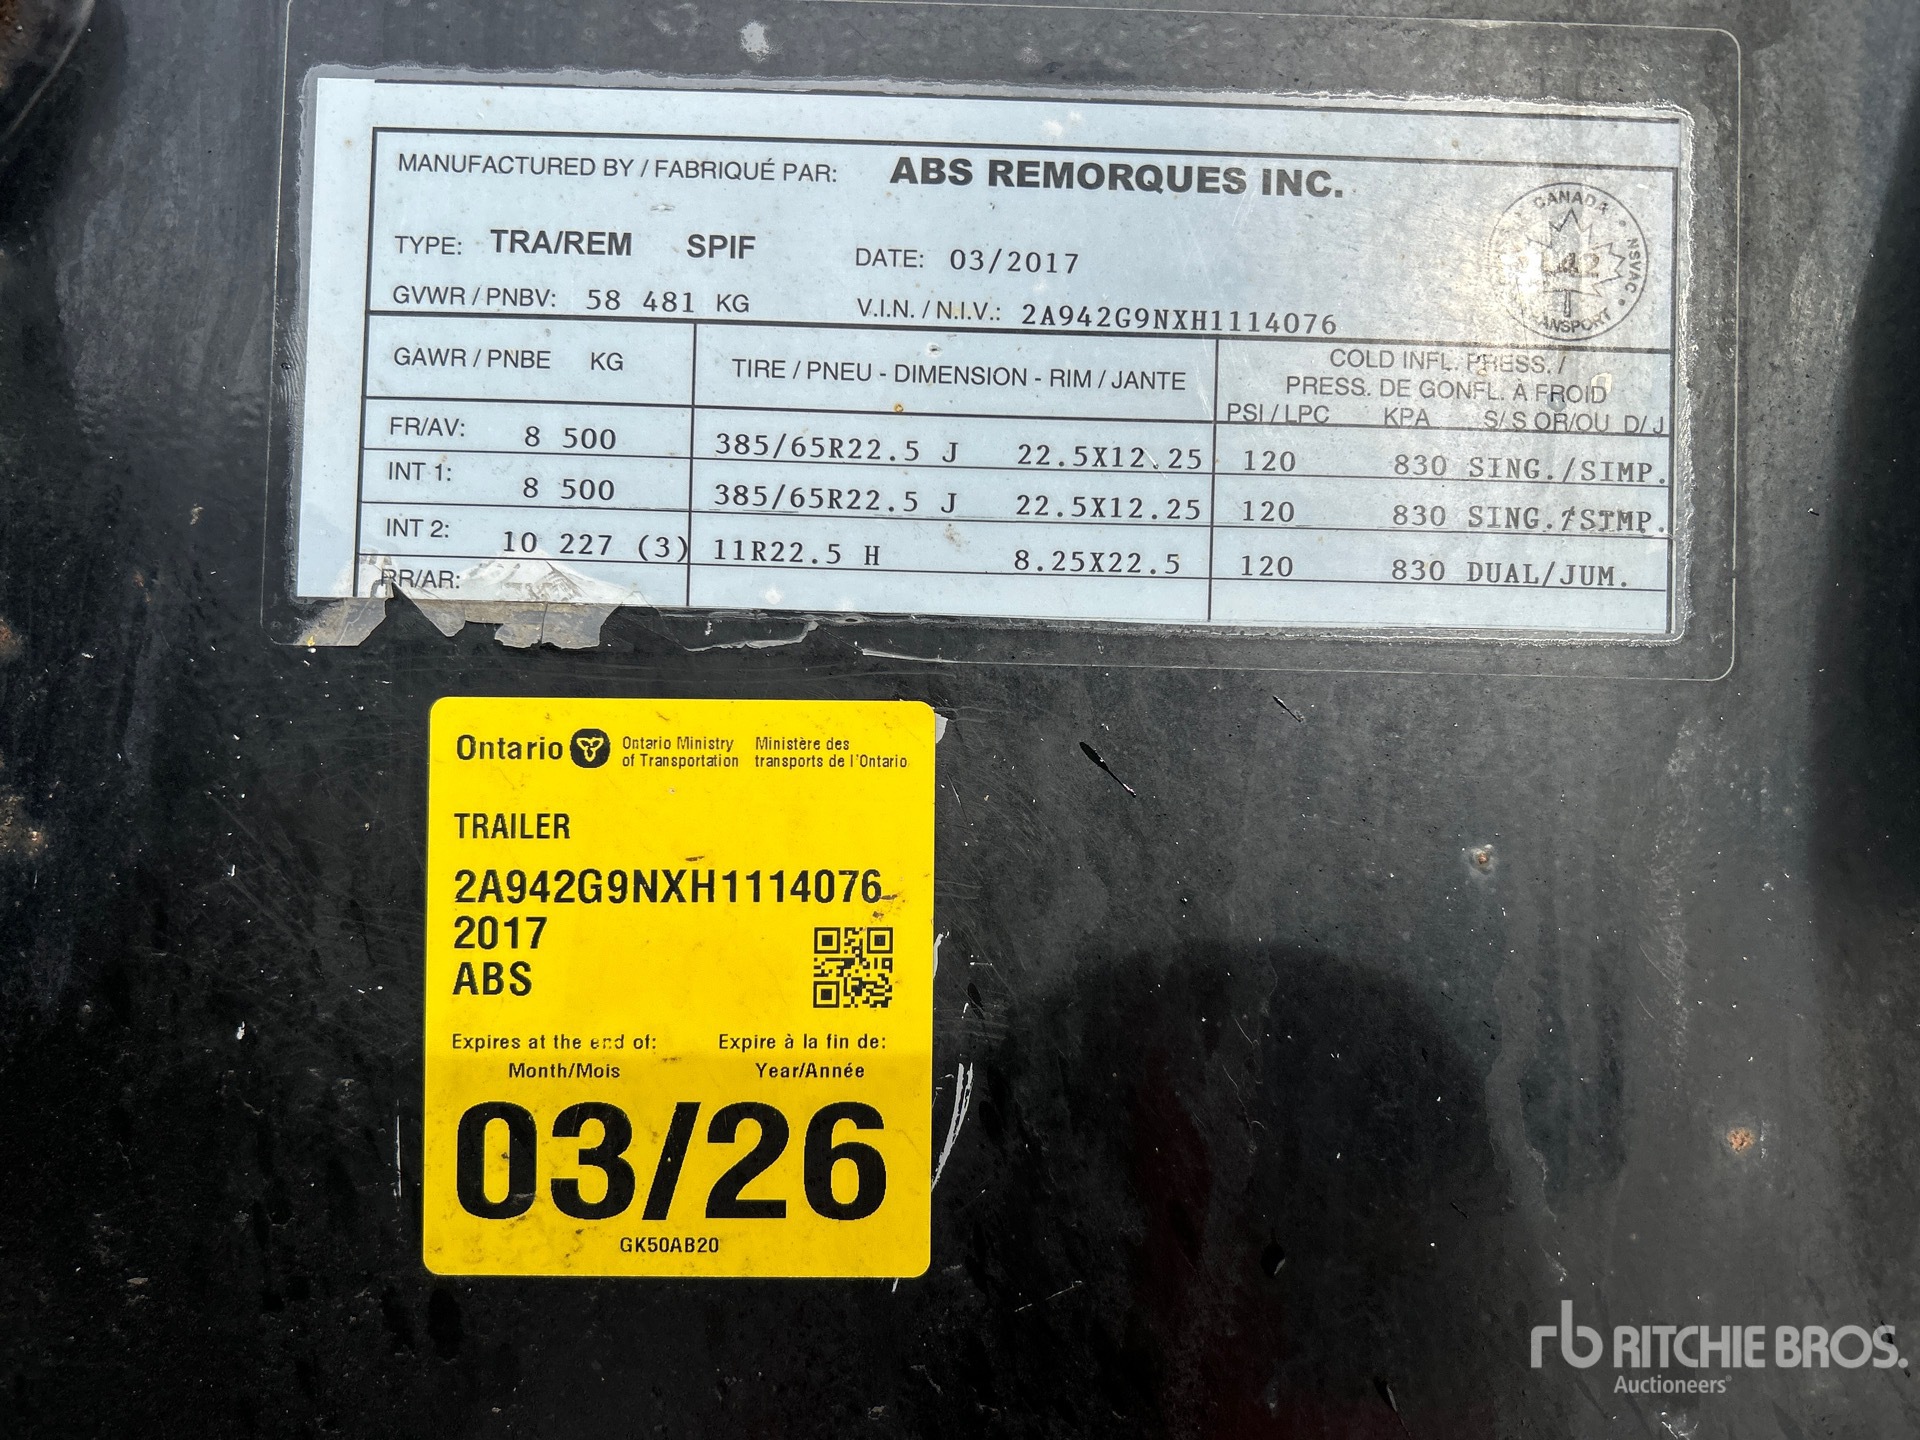 MANUFACTURED BY / FABRIQUÉ PAR: ABS REMORQUES INC.
TYPE: TRA/REM SPIF DATE: 03/2017
GVWR / PNBV: 58 481 KG V.I.N. / N.I.V.: 2A942G9NXH1114076
CANADA
NSVAC
TRANSPORT
GAWR / PNBE KG TIRE / PNEU - DIMENSION - RIM / JANTE COLD INFL. PRESS. /
PRESS. DE GONFL. A FROID
PSI / LPC KPA S/ S OR/OU D/ J
FR/AV: 8 500 385/65R22.5 J 22.5X12.25 120 830 SING./SIMP.
INT 1: 8 500 385/65R22.5 J 22.5X12.25 120 830 SING./SIMP.
INT 2: 10 227 (3) 11R22.5 H 8.25X22.5 120 830 DUAL/JUM.
RR/AR:
Ontario Ontario Ministry Ministère des
of Transportation transports de l'Ontario
TRAILER
2A942G9NXH1114076
2017
ABS
Expires at the end of: Expire à la fin de:
Month/Mois Year/Année
03/26
GK50AB20
rb RITCHIE BROS.
Auctioneers